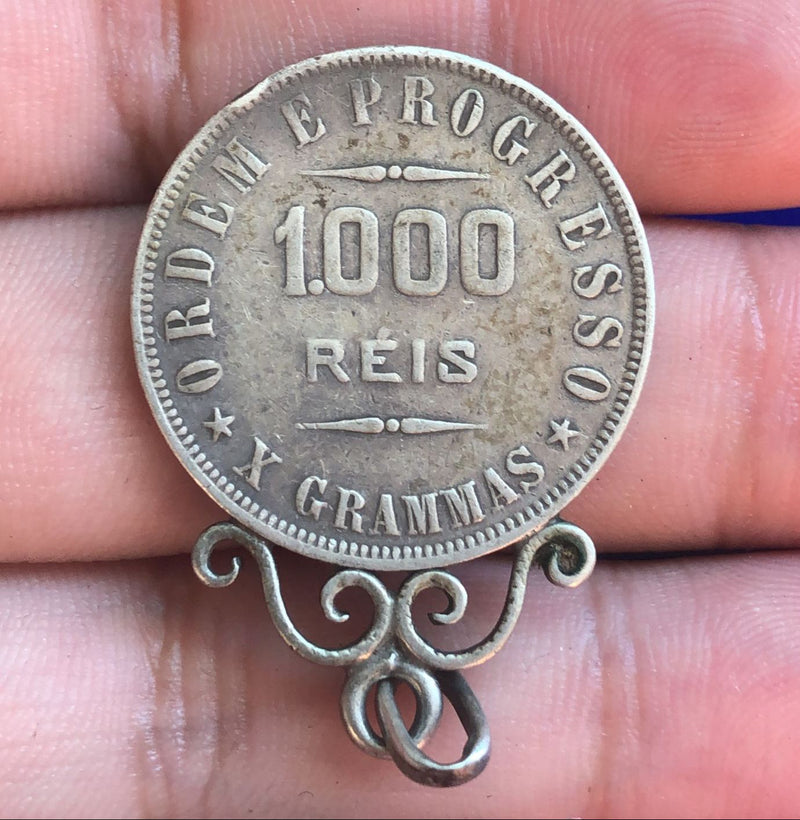 ORDEM E PROGRESSO
1.000
RÉIS
★ X GRAMMAS ★